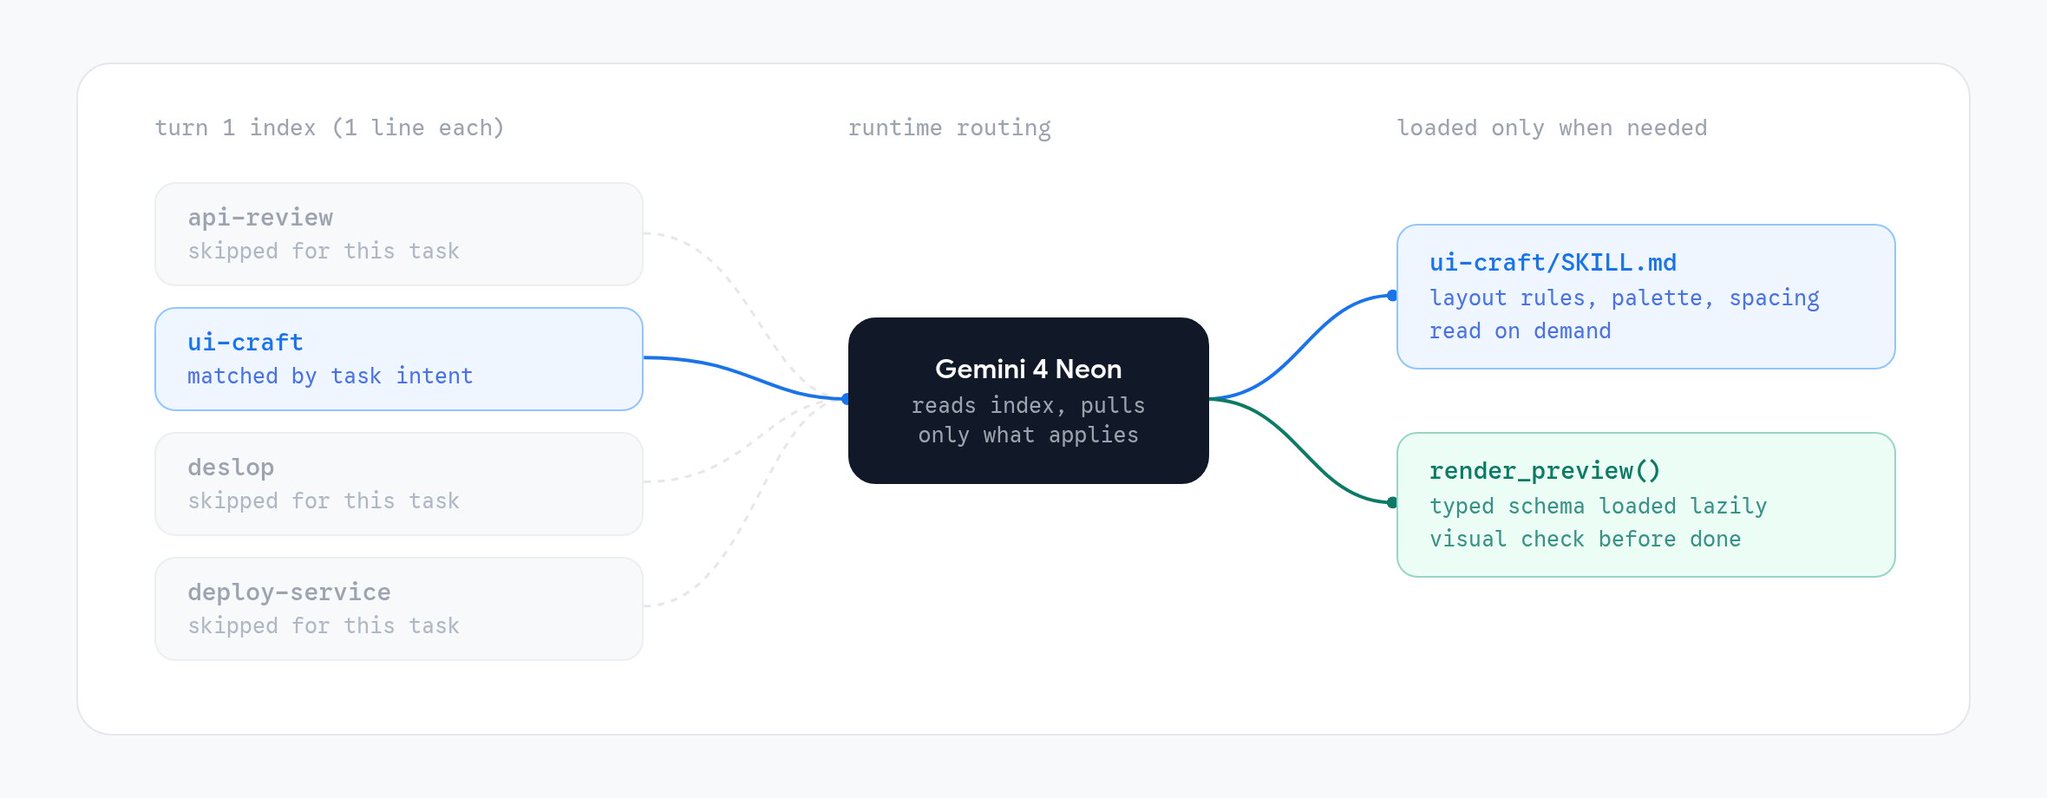 turn 1 index (1 line each)
api-review
skipped for this task
ui-craft
matched by task intent
deslop
skipped for this task
deploy-service
skipped for this task
runtime routing
Gemini 4 Neon
reads index, pulls
only what applies
loaded only when needed
ui-craft/SKILL.md
layout rules, palette, spacing
read on demand
render_preview()
typed schema loaded lazily
visual check before done